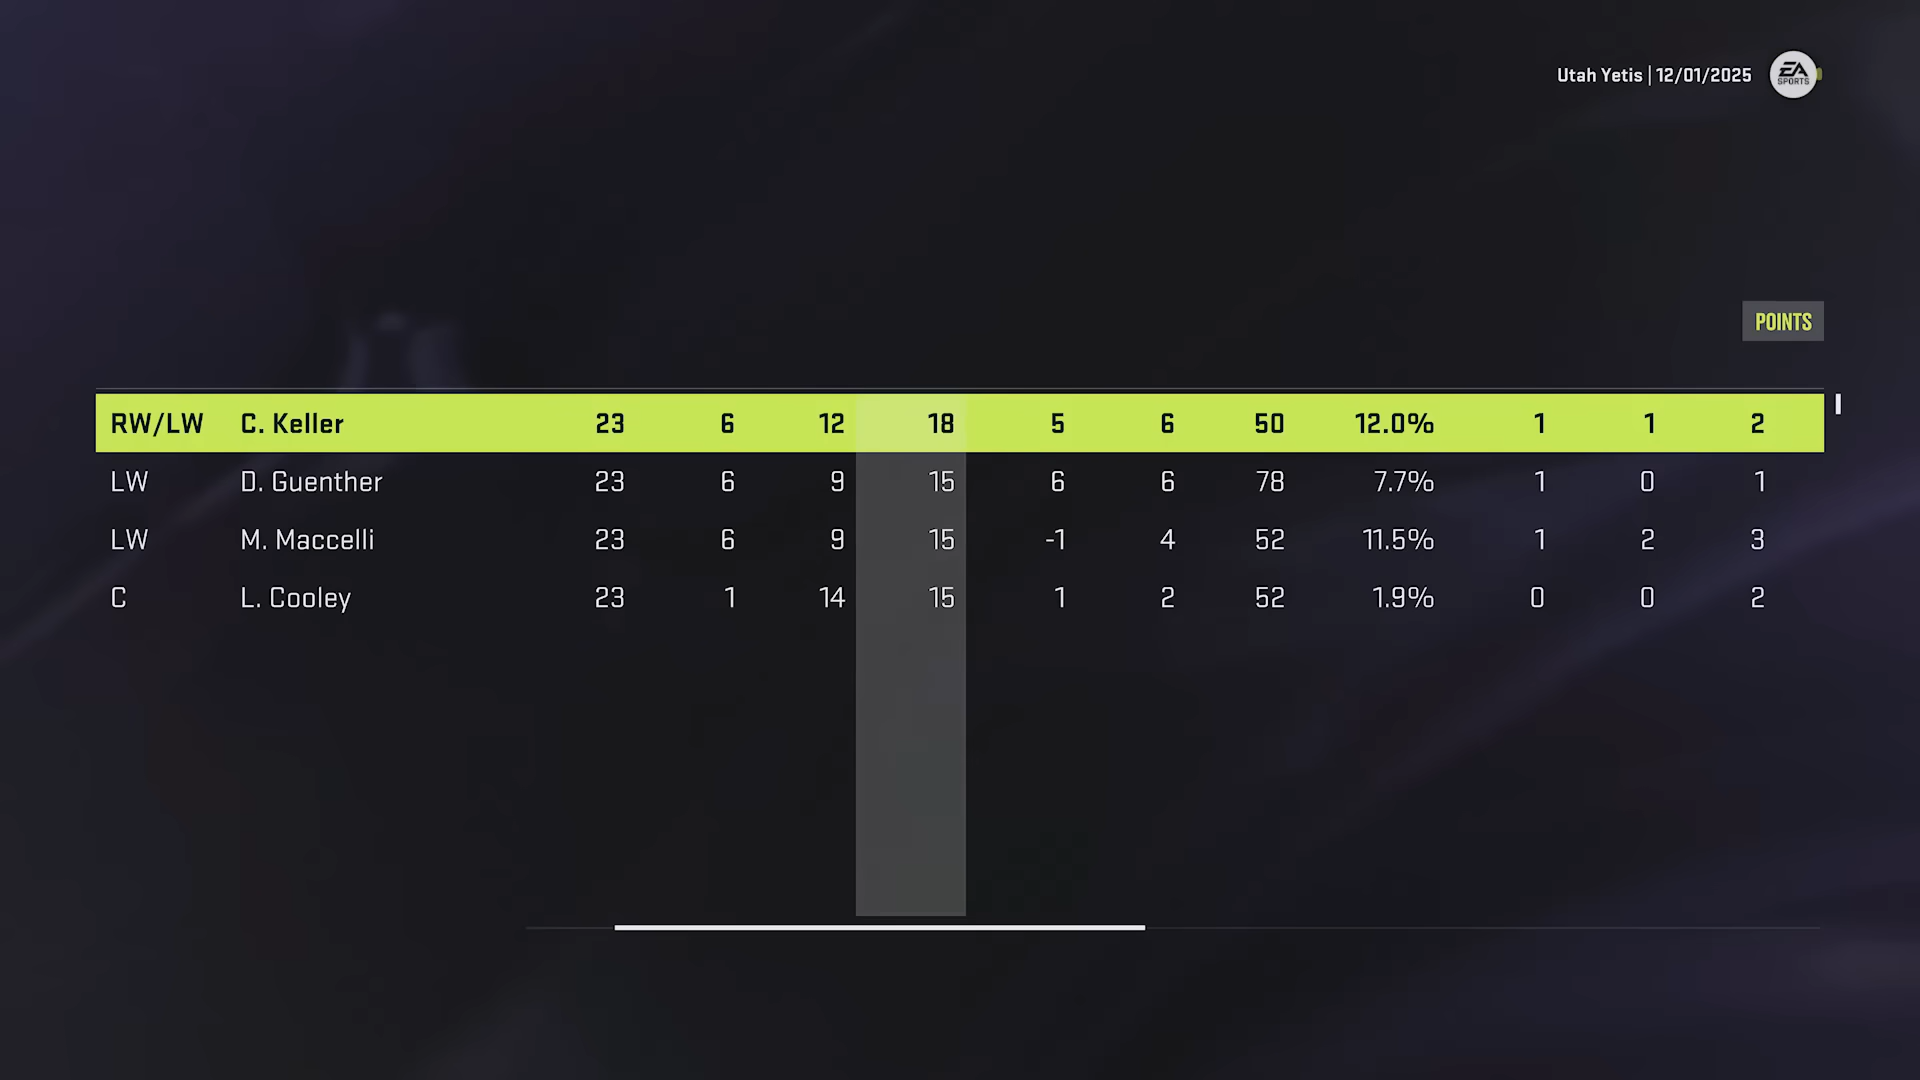 Utah Yetis | 12/01/2025 EA SPORTS
POINTS
RW/LW C. Keller 23 6 12 18 5 6 50 12.0% 1 1 2
LW D. Guenther 23 6 9 15 6 6 78 7.7% 1 0 1
LW M. Maccelli 23 6 9 15 -1 4 52 11.5% 1 2 3
C L. Cooley 23 1 14 15 1 2 52 1.9% 0 0 2